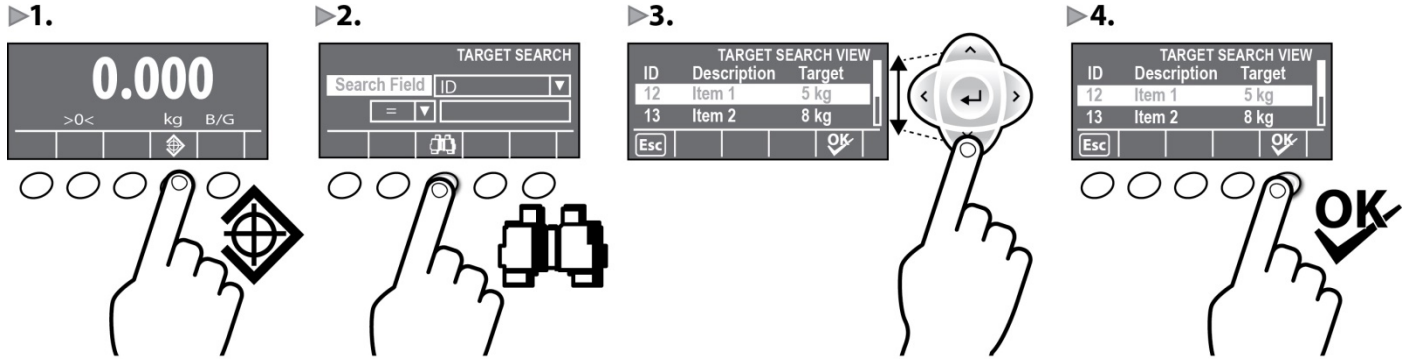 ▷1.
0.000
>0< kg B/G
▷2.
TARGET SEARCH
Search Field ID ▼
= ▼
▷3.
TARGET SEARCH VIEW
ID Description Target
12 Item 1 5 kg
13 Item 2 8 kg
Esc OK
▷4.
TARGET SEARCH VIEW
ID Description Target
12 Item 1 5 kg
13 Item 2 8 kg
Esc OK
OK